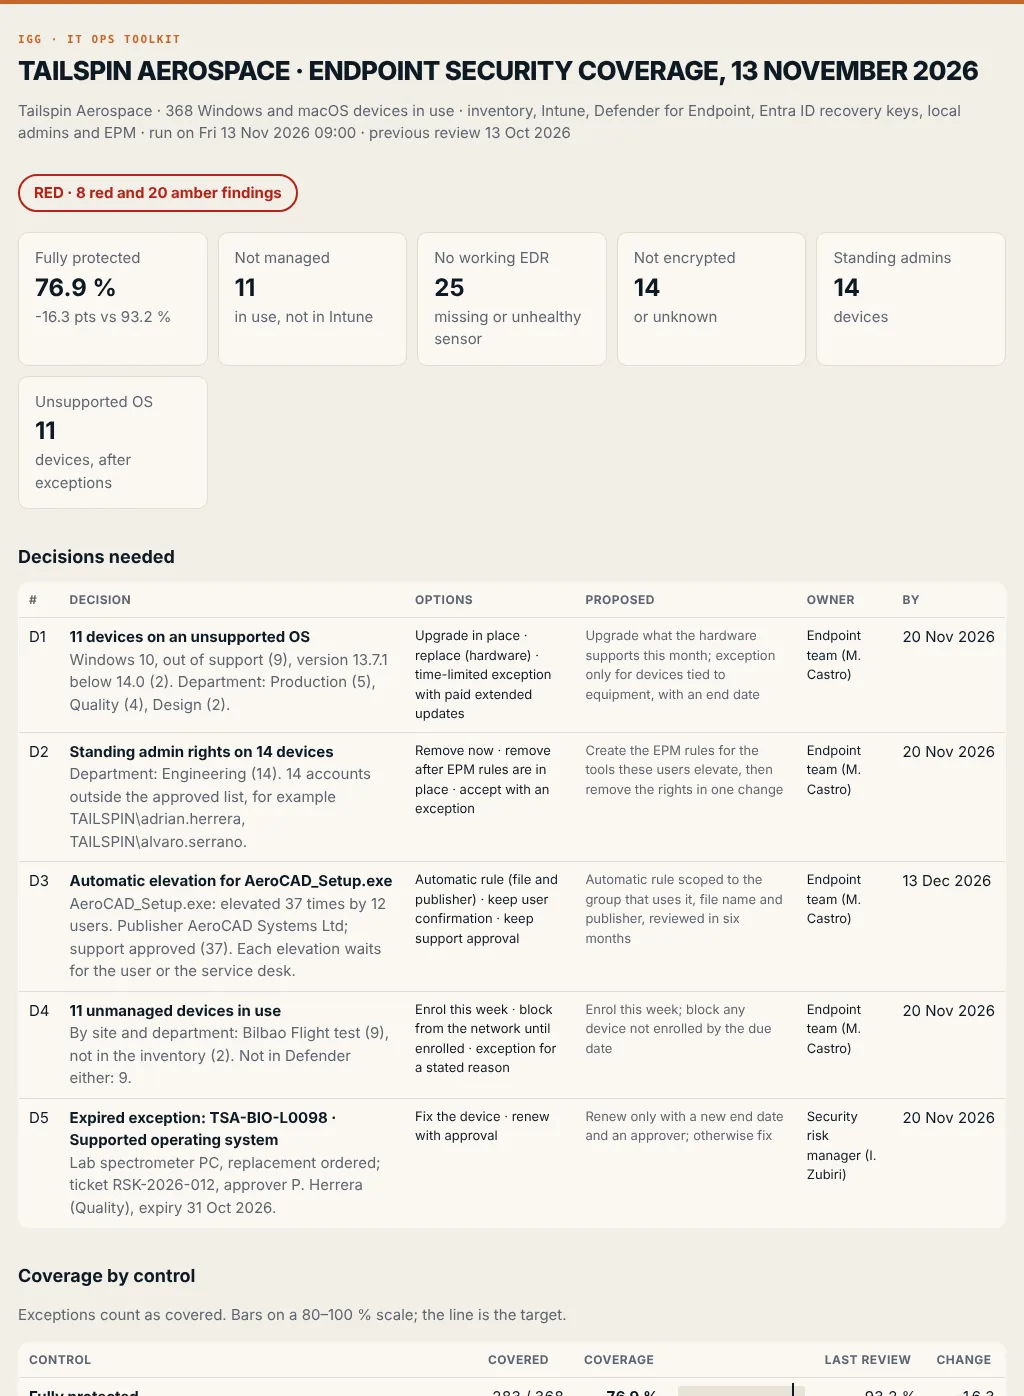 IGG · IT OPS TOOLKIT
TAILSPIN AEROSPACE · ENDPOINT SECURITY COVERAGE, 13 NOVEMBER 2026
Tailspin Aerospace · 368 Windows and macOS devices in use · inventory, Intune, Defender for Endpoint, Entra ID recovery keys, local
admins and EPM · run on Fri 13 Nov 2026 09:00 · previous review 13 Oct 2026
RED · 8 red and 20 amber findings
Fully protected
76.9 %
-16.3 pts vs 93.2 %
Not managed
11
in use, not in Intune
No working EDR
25
missing or unhealthy
sensor
Not encrypted
14
or unknown
Standing admins
14
devices
Unsupported OS
11
devices, after
exceptions
Decisions needed
# DECISION OPTIONS PROPOSED OWNER BY
D1
11 devices on an unsupported OS
Windows 10, out of support (9), version 13.7.1
below 14.0 (2). Department: Production (5),
Quality (4), Design (2).
Upgrade in place ·
replace (hardware) ·
time-limited exception
with paid extended
updates
Upgrade what the hardware
supports this month; exception
only for devices tied to
equipment, with an end date
Endpoint
team (M.
Castro)
20 Nov 2026
D2
Standing admin rights on 14 devices
Department: Engineering (14). 14 accounts
outside the approved list, for example
TAILSPIN\adrian.herrera,
TAILSPIN\alvaro.serrano.
Remove now · remove
after EPM rules are in
place · accept with an
exception
Create the EPM rules for the
tools these users elevate, then
remove the rights in one change
Endpoint
team (M.
Castro)
20 Nov 2026
D3
Automatic elevation for AeroCAD_Setup.exe
AeroCAD_Setup.exe: elevated 37 times by 12
users. Publisher AeroCAD Systems Ltd;
support approved (37). Each elevation waits
for the user or the service desk.
Automatic rule (file and
publisher) · keep user
confirmation · keep
support approval
Automatic rule scoped to the
group that uses it, file name and
publisher, reviewed in six
months
Endpoint
team (M.
Castro)
13 Dec 2026
D4
11 unmanaged devices in use
By site and department: Bilbao Flight test (9),
not in the inventory (2). Not in Defender
either: 9.
Enrol this week · block
from the network until
enrolled · exception for
a stated reason
Enrol this week; block any
device not enrolled by the due
date
Endpoint
team (M.
Castro)
20 Nov 2026
D5
Expired exception: TSA-BIO-L0098 ·
Supported operating system
Lab spectrometer PC, replacement ordered;
ticket RSK-2026-012, approver P. Herrera
(Quality), expiry 31 Oct 2026.
Fix the device · renew
with approval
Renew only with a new end date
and an approver; otherwise fix
Security
risk
manager (I.
Zubiri)
20 Nov 2026
Coverage by control
Exceptions count as covered. Bars on a 80–100 % scale; the line is the target.
CONTROL COVERED COVERAGE LAST REVIEW CHANGE
Fully protected 283 / 368 76.9 % 93.2 % -16.3